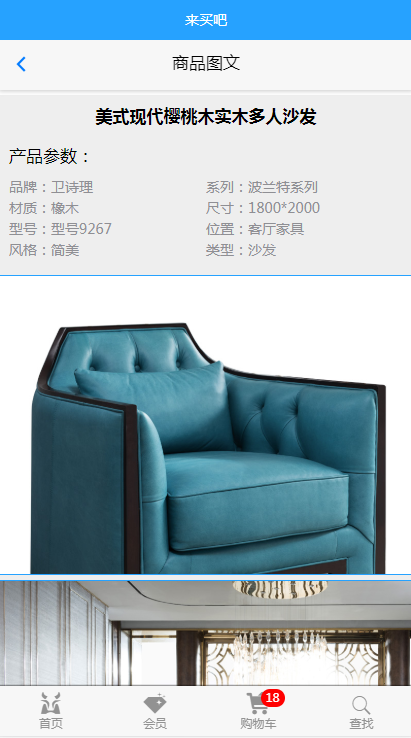 来买吧
商品图文
美式现代樱桃木实木多人沙发
产品参数：
品牌：卫诗理
系列：波兰特系列
材质：橡木
尺寸：1800*2000
型号：型号9267
位置：客厅家具
风格：简美
类型：沙发
18
首页
会员
购物车
查找